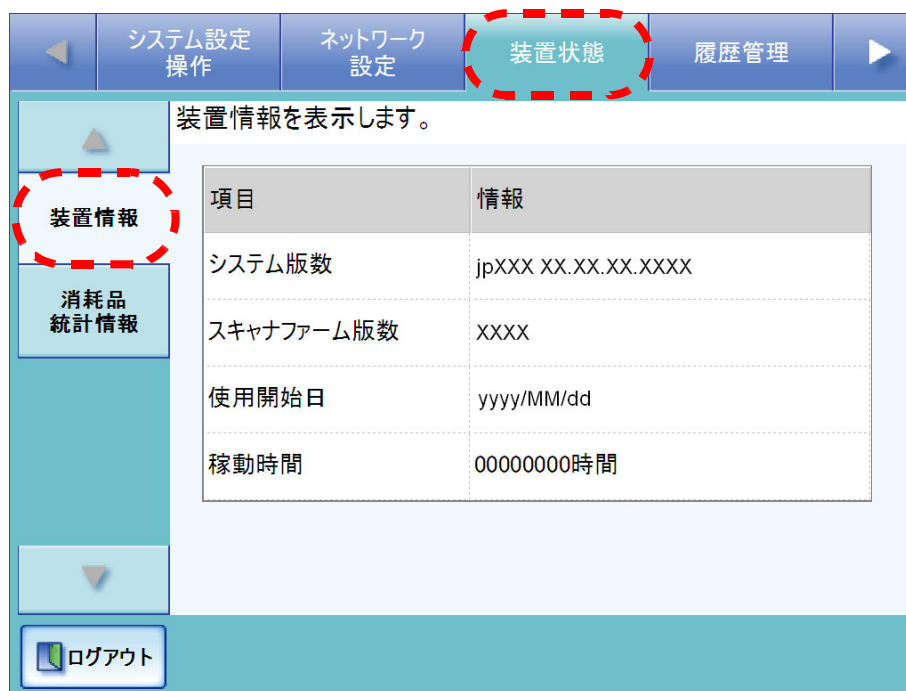 システム設定
操作
ネットワーク
設定
装置状態
履歴管理
装置情報を表示します。
装置情報
消耗品
統計情報
項目 情報
システム版数 jpXXX XX.XX.XX.XXXX
スキャナファーム版数 XXXX
使用開始日 yyyy/MM/dd
稼動時間 00000000時間
ログアウト